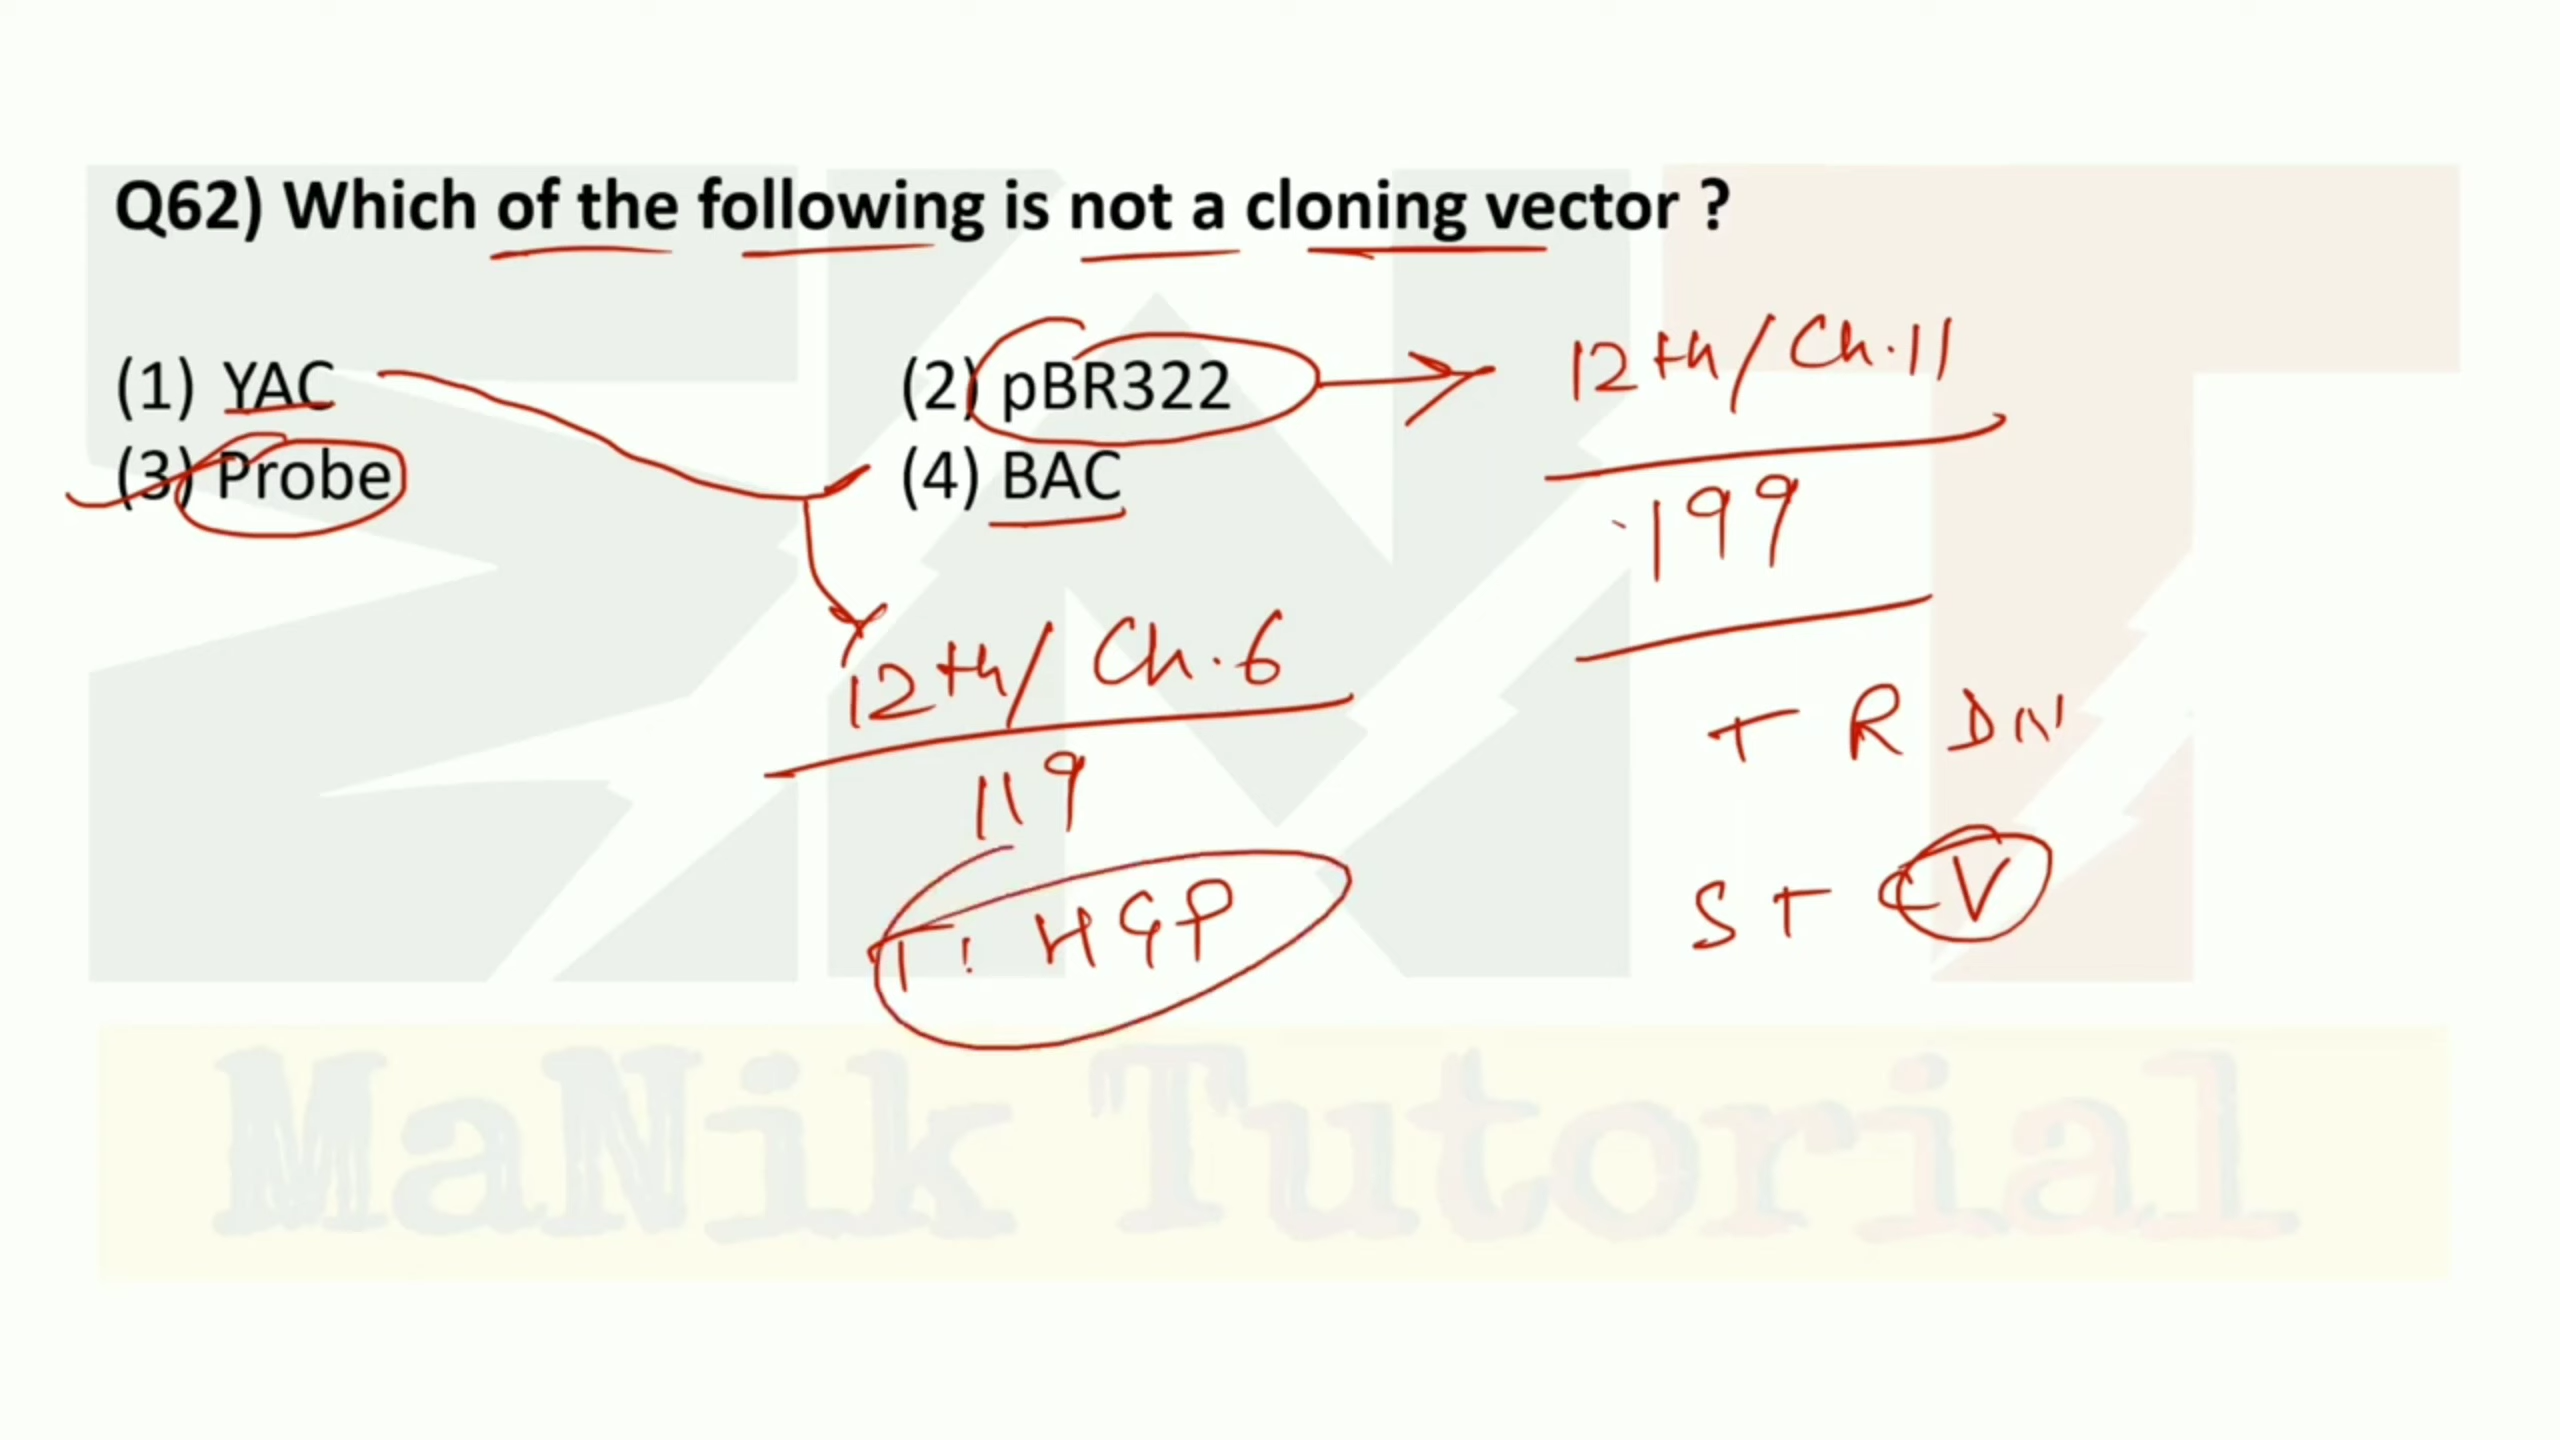 Q62) Which of the following is not a cloning vector ?
(1) YAC
(2) pBR322
(3) Probe
(4) BAC
12th/Ch.11
199
T R DN
S T CV
12th/Ch.6
119
T: HGP
MaNik Tutorial